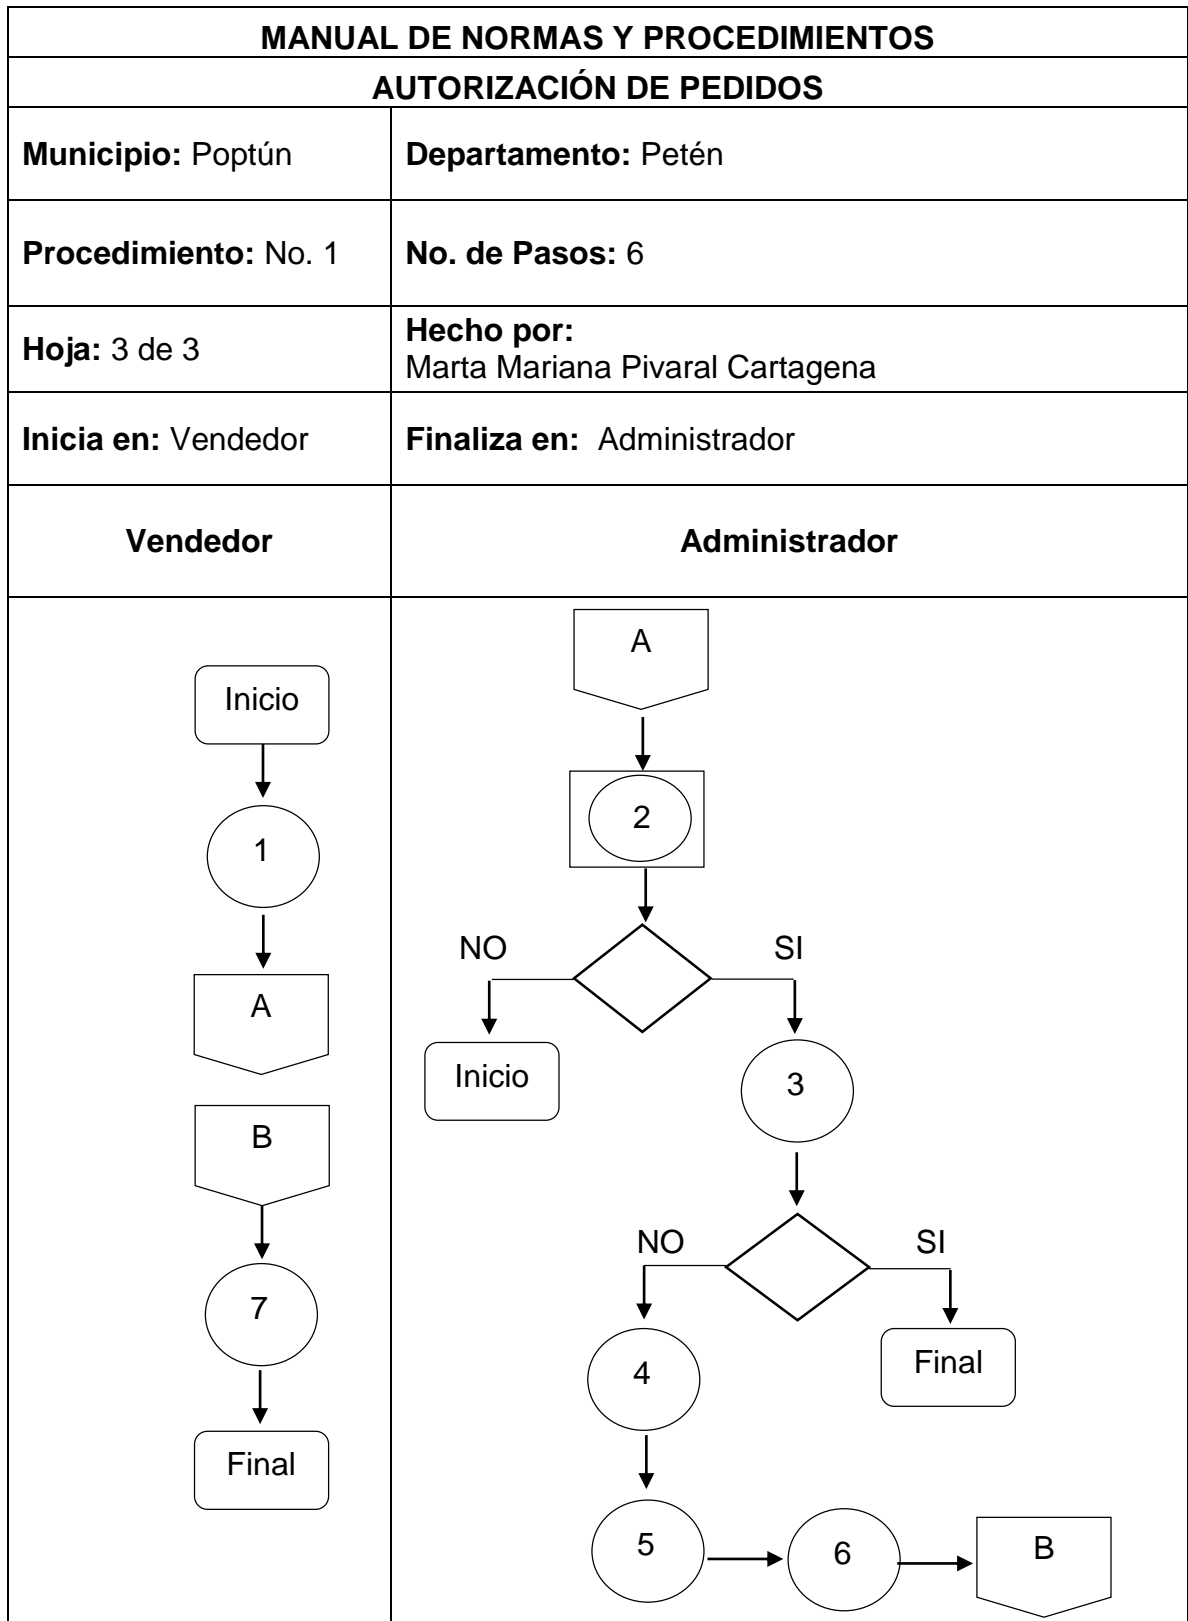 MANUAL DE NORMAS Y PROCEDIMIENTOS
AUTORIZACIÓN DE PEDIDOS
Municipio: Poptún
Departamento: Petén
Procedimiento: No. 1
No. de Pasos: 6
Hoja: 3 de 3
Hecho por:
Marta Mariana Pivaral Cartagena
Inicia en: Vendedor
Finaliza en: Administrador
Vendedor
Administrador
Inicio
1
A
B
7
Final
A
2
NO
SI
Inicio
3
NO
SI
4
Final
5
6
B